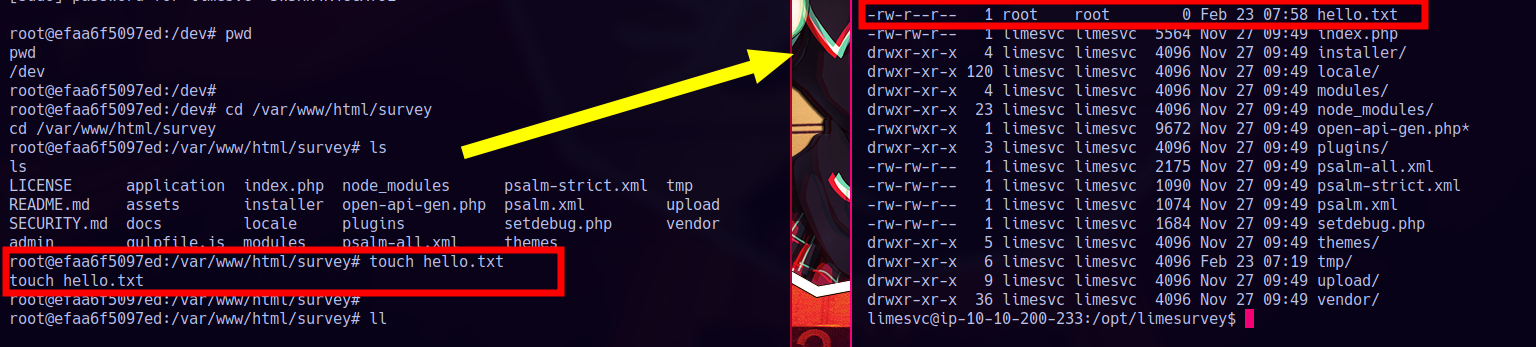 root@efaa6f5097ed:/dev# pwd
pwd
/dev
root@efaa6f5097ed:/dev#
root@efaa6f5097ed:/dev# cd /var/www/html/survey
cd /var/www/html/survey
root@efaa6f5097ed:/var/www/html/survey# ls
ls
LICENSE application index.php node_modules psalm-strict.xml tmp
README.md assets installer open-api-gen.php psalm.xml upload
SECURITY.md docs locale plugins setdebug.php vendor
admin gulpfile.js modules psalm-all.xml themes
root@efaa6f5097ed:/var/www/html/survey# touch hello.txt
touch hello.txt
root@efaa6f5097ed:/var/www/html/survey#
root@efaa6f5097ed:/var/www/html/survey# ll
-rw-r--r-- 1 root root 0 Feb 23 07:58 hello.txt
-rw-rw-r-- 1 limesvc limesvc 5564 Nov 27 09:49 index.php
drwxr-xr-x 4 limesvc limesvc 4096 Nov 27 09:49 installer/
drwxr-xr-x 120 limesvc limesvc 4096 Nov 27 09:49 locale/
drwxr-xr-x 4 limesvc limesvc 4096 Nov 27 09:49 modules/
drwxr-xr-x 23 limesvc limesvc 4096 Nov 27 09:49 node_modules/
-rwxrwxr-x 1 limesvc limesvc 9672 Nov 27 09:49 open-api-gen.php*
drwxr-xr-x 3 limesvc limesvc 4096 Nov 27 09:49 plugins/
-rw-rw-r-- 1 limesvc limesvc 2175 Nov 27 09:49 psalm-all.xml
-rw-rw-r-- 1 limesvc limesvc 1090 Nov 27 09:49 psalm-strict.xml
-rw-rw-r-- 1 limesvc limesvc 1074 Nov 27 09:49 psalm.xml
-rw-rw-r-- 1 limesvc limesvc 1684 Nov 27 09:49 setdebug.php
drwxr-xr-x 5 limesvc limesvc 4096 Nov 27 09:49 themes/
drwxr-xr-x 6 limesvc limesvc 4096 Feb 23 07:19 tmp/
drwxr-xr-x 9 limesvc limesvc 4096 Nov 27 09:49 upload/
drwxr-xr-x 36 limesvc limesvc 4096 Nov 27 09:49 vendor/
limesvc@ip-10-10-200-233:/opt/limesurvey$